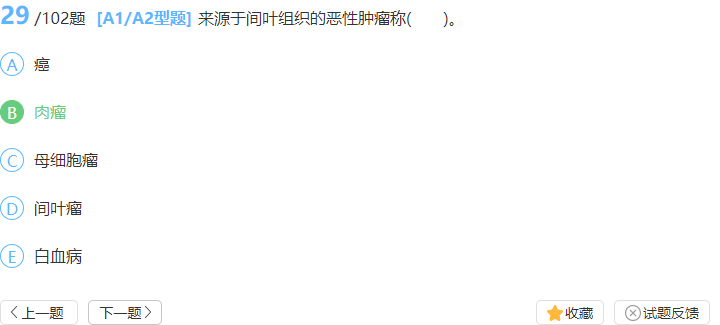 29 /102题 [A1/A2型题] 来源于间叶组织的恶性肿瘤称(　　)。
A 癌
B 肉瘤
C 母细胞瘤
D 间叶瘤
E 白血病
上一题 下一题 收藏 试题反馈